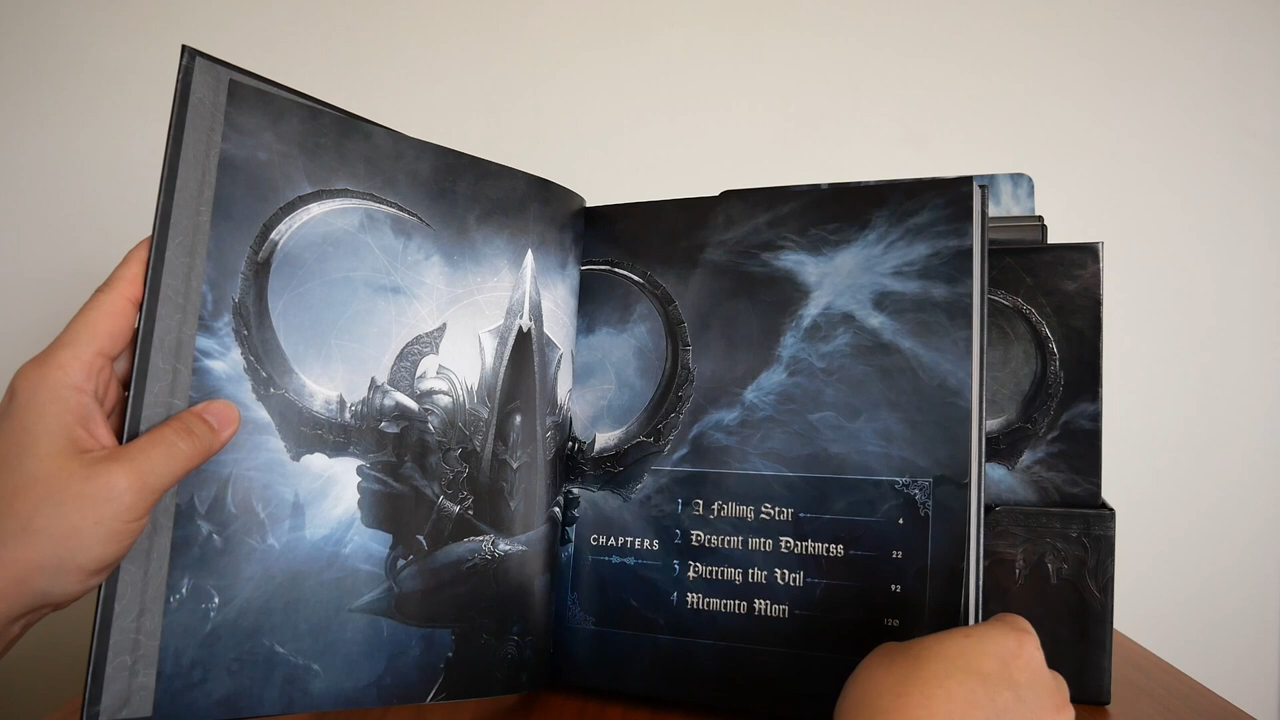 CHAPTERS
1 A Falling Star 4
2 Descent into Darkness 22
3 Piercing the Veil 92
4 Memento Mori 120